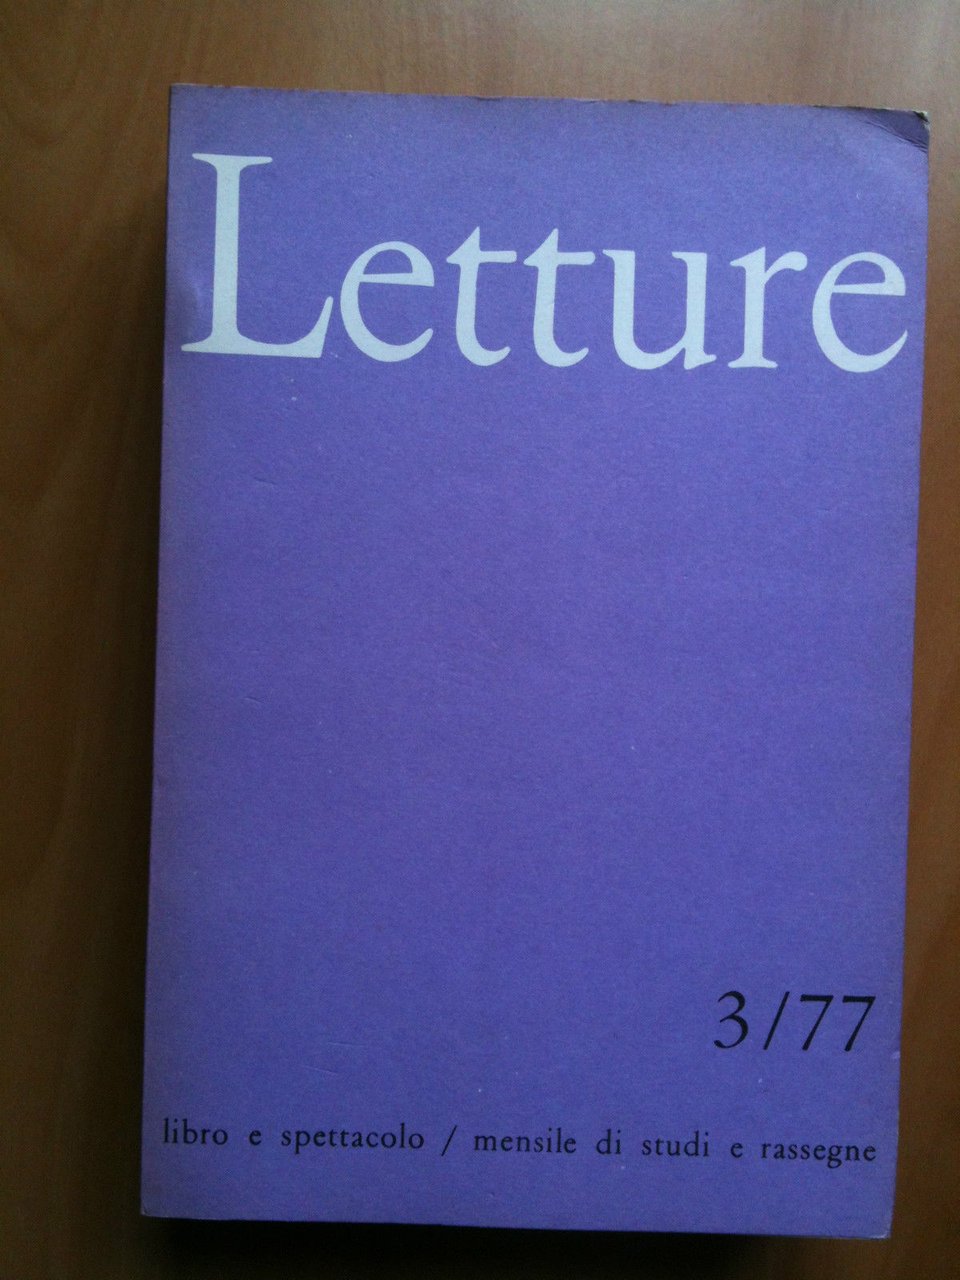 Letture
3/77
libro e spettacolo / mensile di studi e rassegne